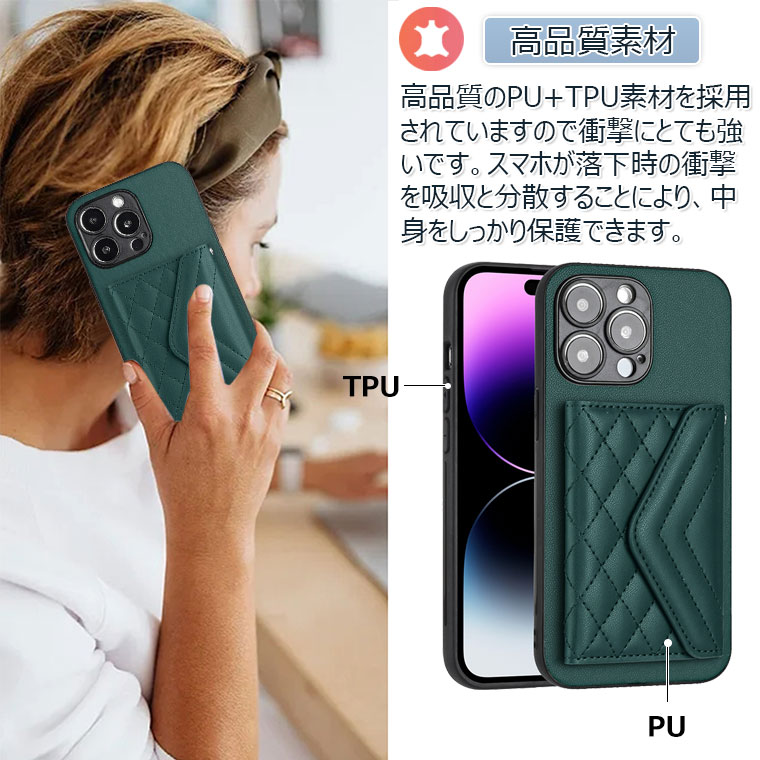 高品質素材
高品質のPU+TPU素材を採用
されていますので衝撃にとても強
いです。スマホが落下時の衝撃
を吸収と分散することにより、中
身をしっかり保護できます。
TPU
PU